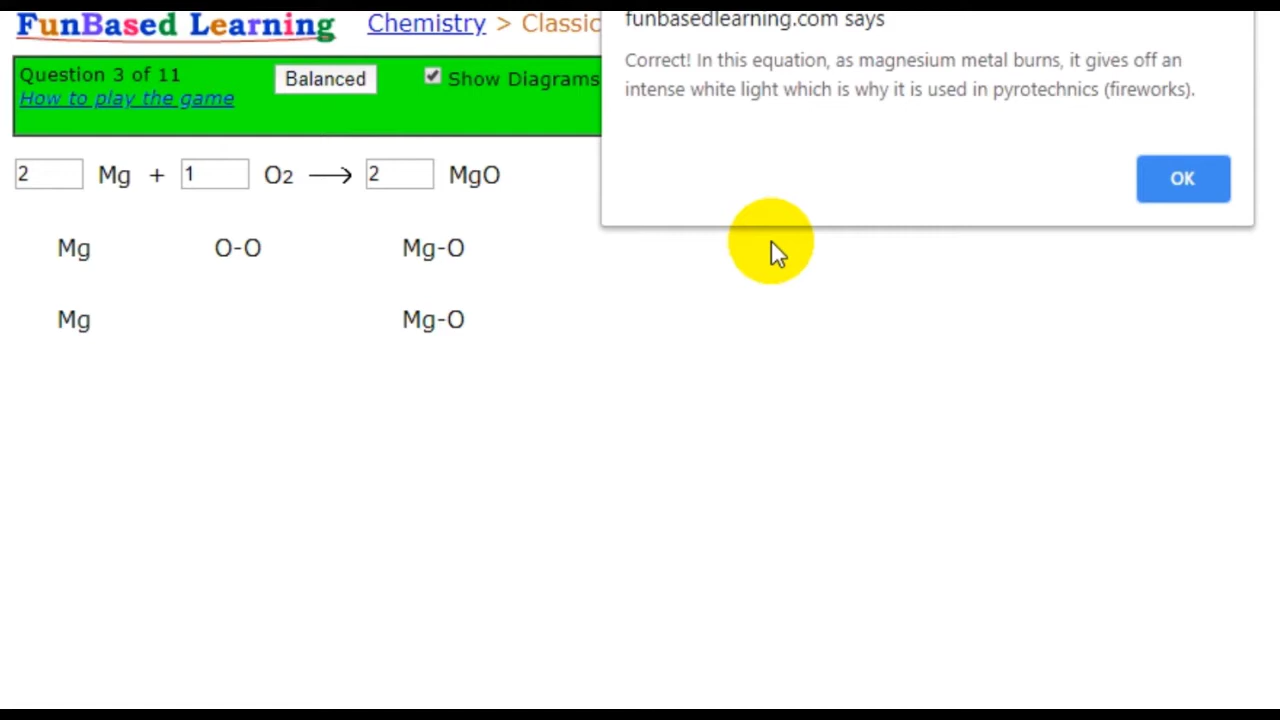 FunBased Learning Chemistry > Classic
funbasedlearning.com says
Correct! In this equation, as magnesium metal burns, it gives off an
intense white light which is why it is used in pyrotechnics (fireworks).
OK
Question 3 of 11
How to play the game
Balanced
Show Diagrams
2 Mg + 1 O2 → 2 MgO
Mg O-O Mg-O
Mg Mg-O